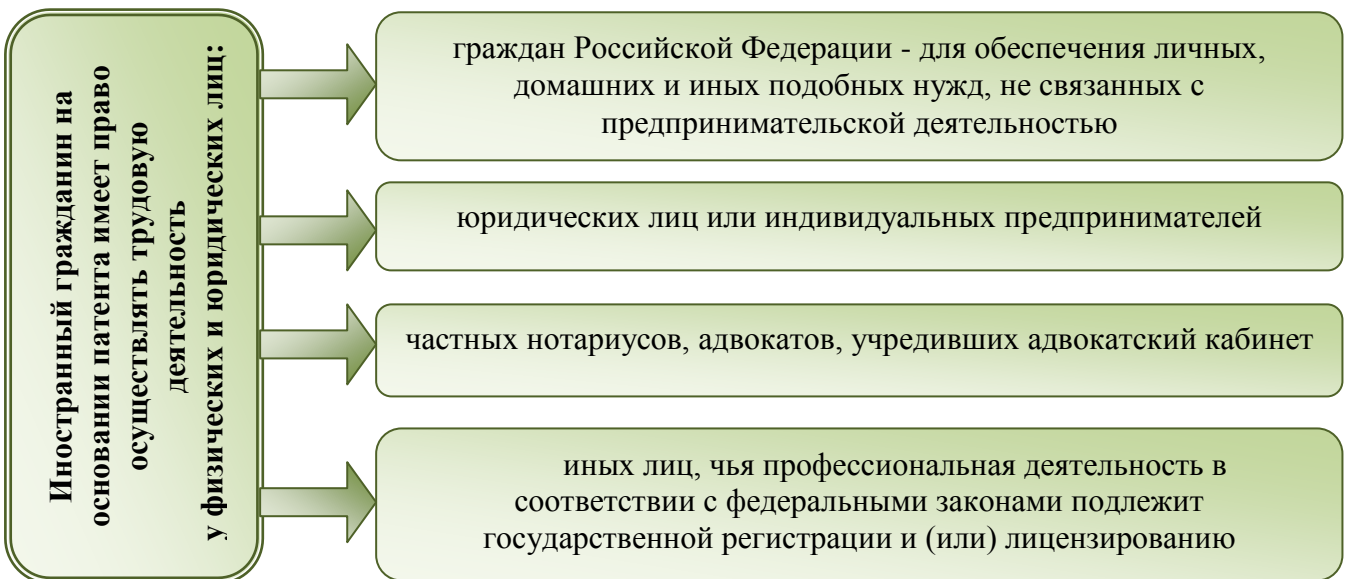 Иностранный гражданин на
основании патента имеет право
осуществлять трудовую
деятельность
у физических и юридических лиц:
граждан Российской Федерации - для обеспечения личных,
домашних и иных подобных нужд, не связанных с
предпринимательской деятельностью
юридических лиц или индивидуальных предпринимателей
частных нотариусов, адвокатов, учредивших адвокатский кабинет
иных лиц, чья профессиональная деятельность в
соответствии с федеральными законами подлежит
государственной регистрации и (или) лицензированию